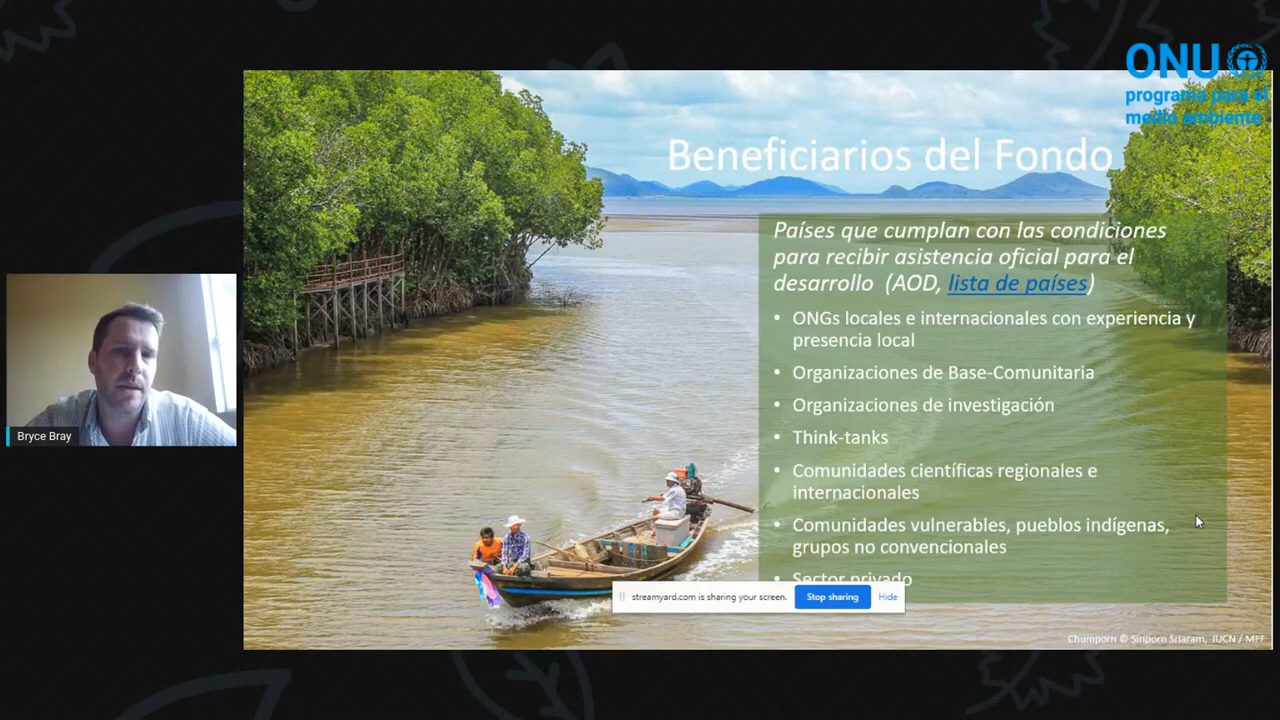 ONU
programa para el
medio ambiente
Beneficiarios del Fondo
Países que cumplan con las condiciones
para recibir asistencia oficial para el
desarrollo (AOD, lista de países)
• ONGs locales e internacionales con experiencia y
presencia local
• Organizaciones de Base-Comunitaria
• Organizaciones de investigación
• Think-tanks
• Comunidades científicas regionales e
internacionales
• Comunidades vulnerables, pueblos indígenas,
grupos no convencionales
• Sector privado
Bryce Bray
streamyard.com is sharing your screen. Stop sharing Hide
Chumporn © Siriporn Sriaram, IUCN / MFF